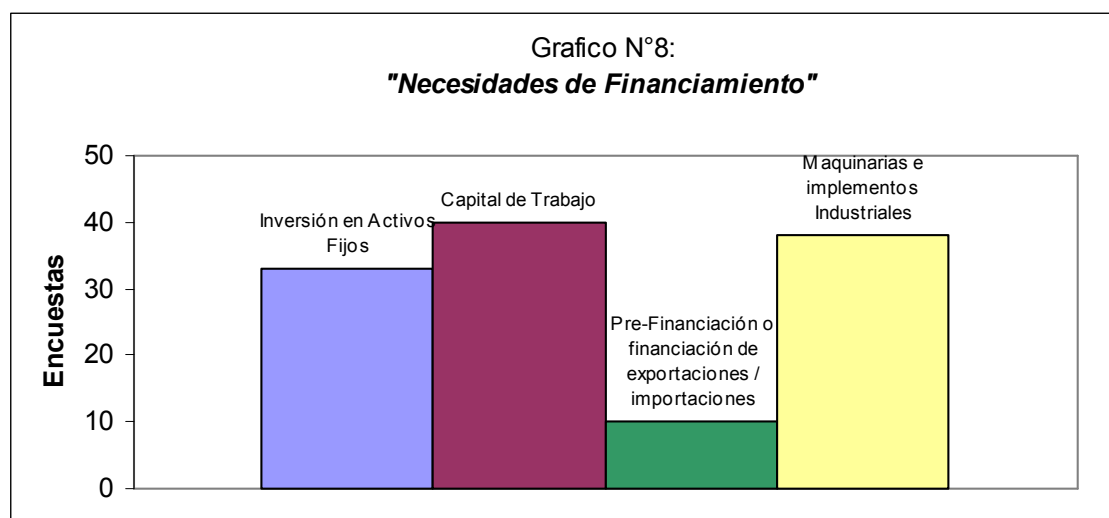 Grafico N°8:
"Necesidades de Financiamiento"
Encuestas
50
40
30
20
10
0
Inversión en Activos
Fijos
Capital de Trabajo
Pre-Financiación o
financiación de
exportaciones /
importaciones
Maquinarias e
implementos
Industriales